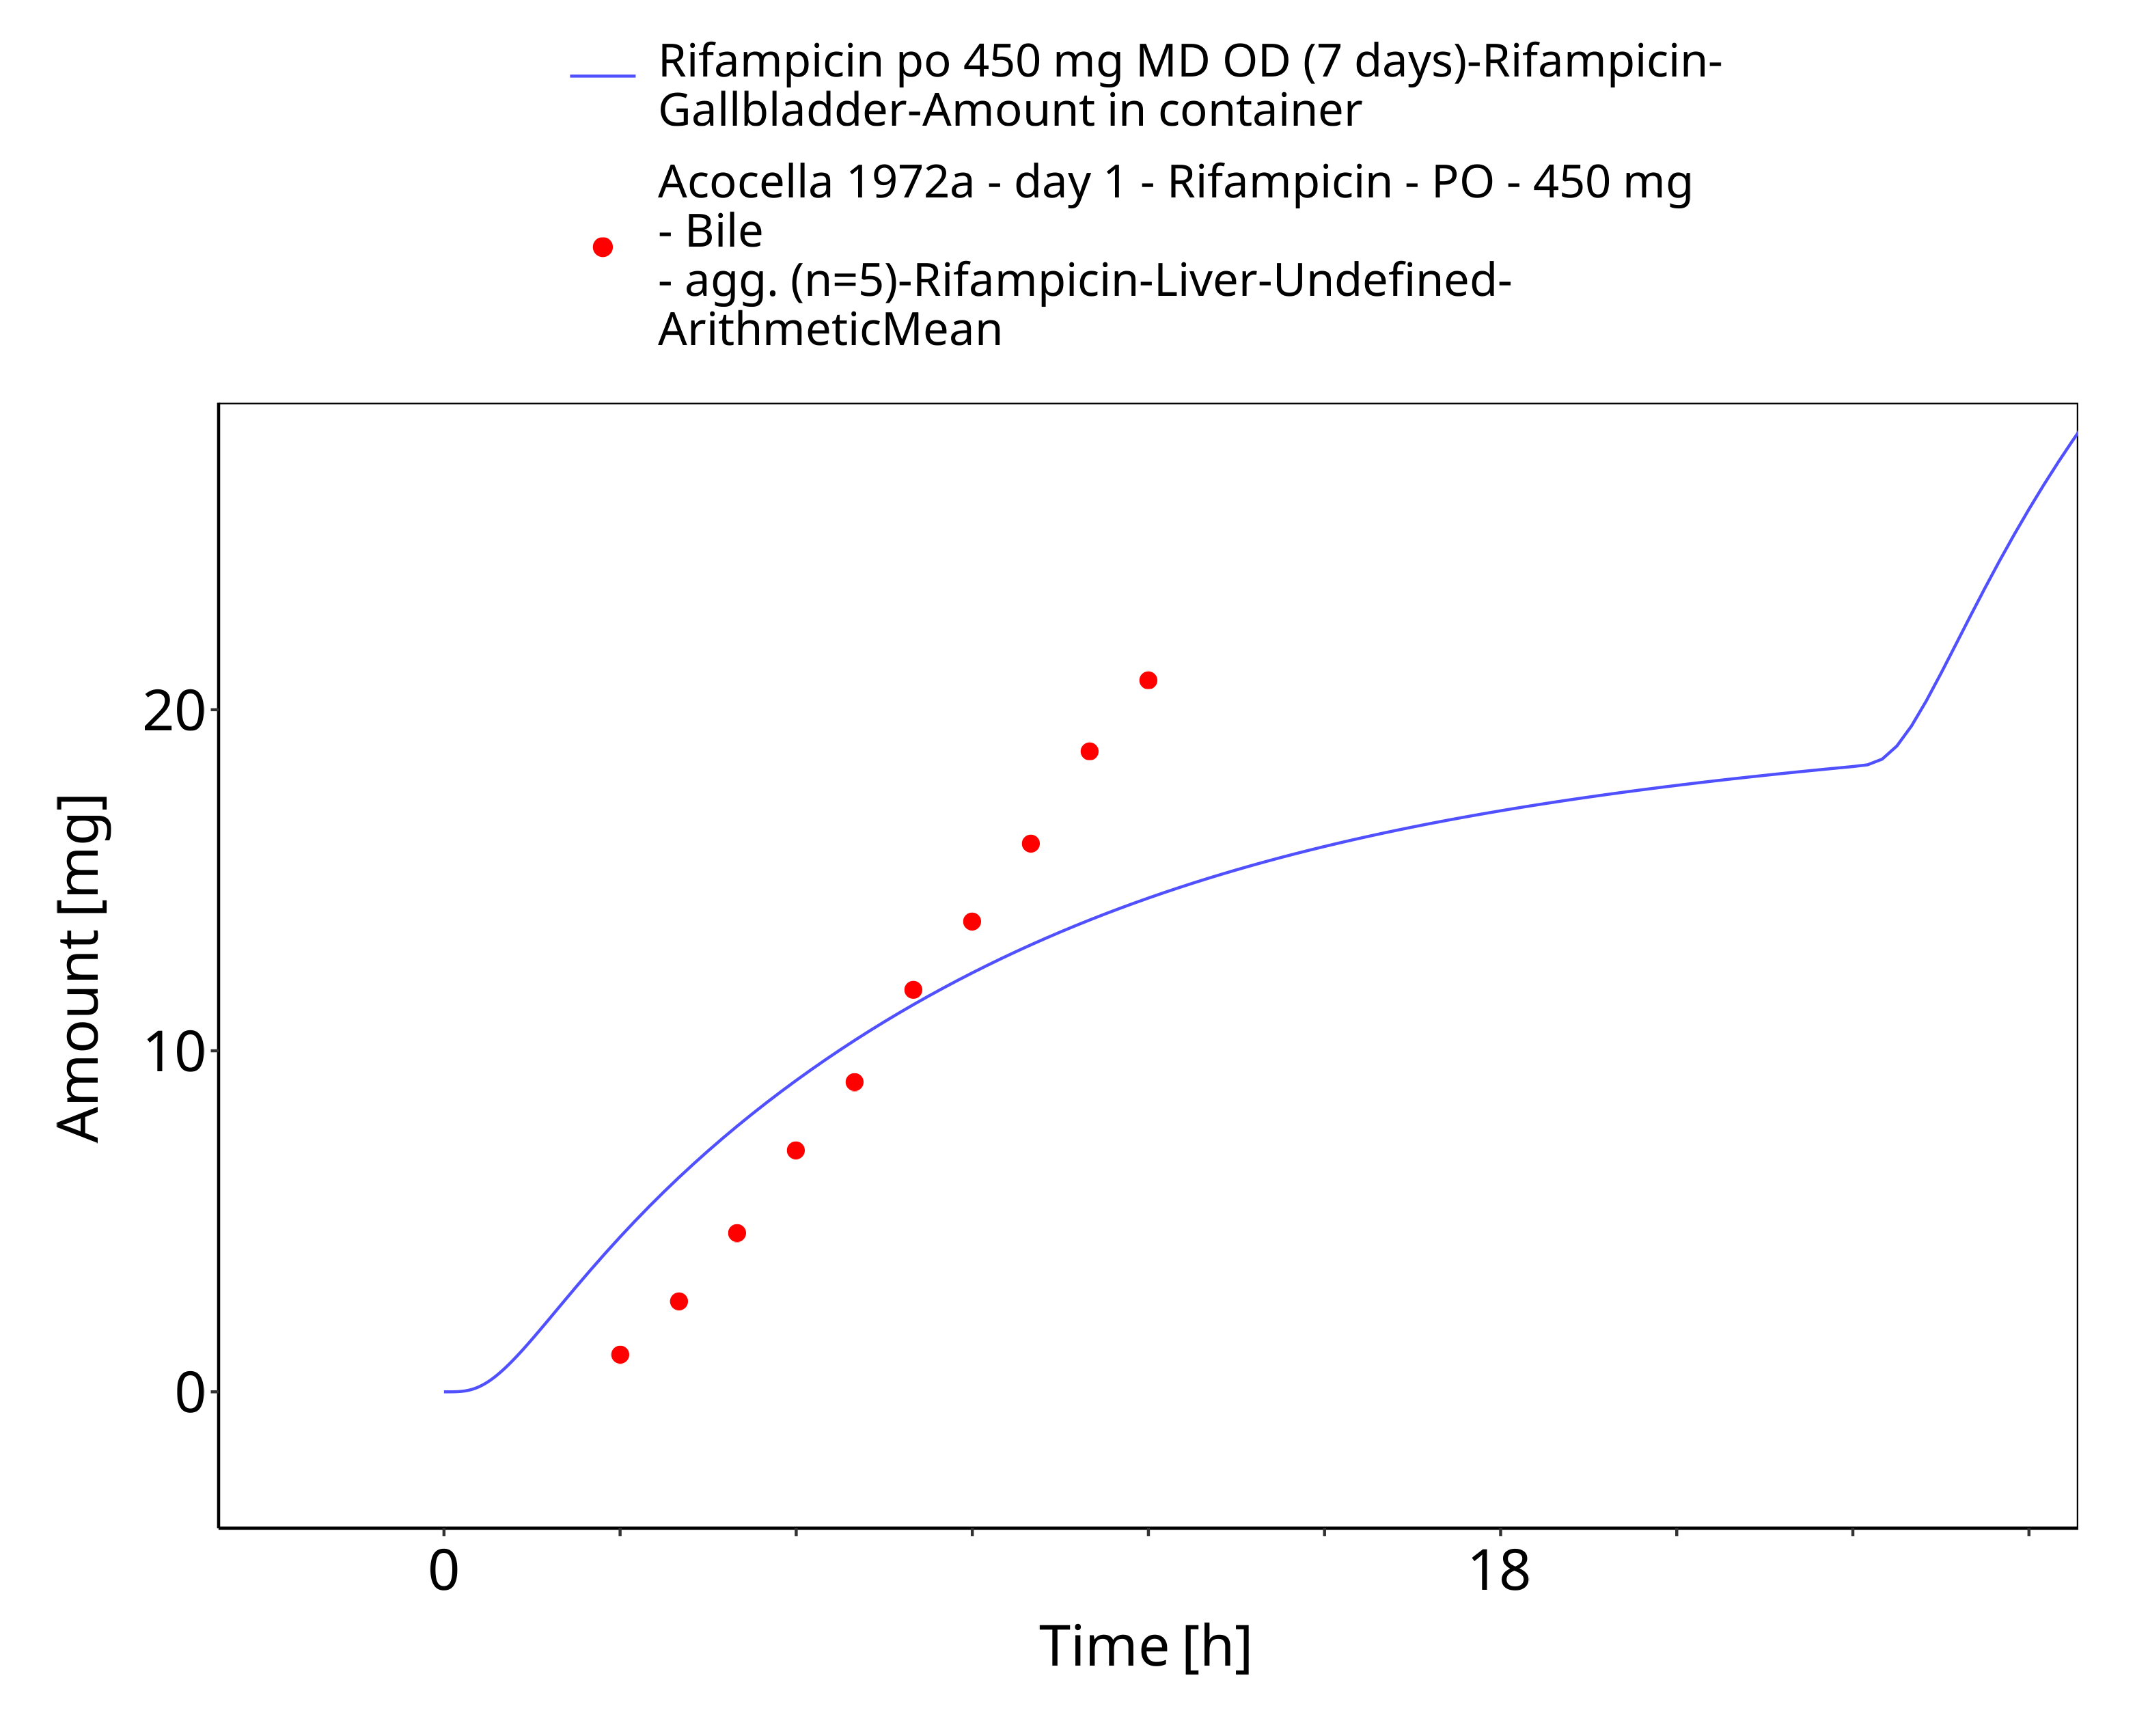 Rifampicin po 450 mg MD OD (7 days)-Rifampicin-
Gallbladder-Amount in container
Acocella 1972a - day 1 - Rifampicin - PO - 450 mg
- Bile
- agg. (n=5)-Rifampicin-Liver-Undefined-
ArithmeticMean
20
10
0
Amount [mg]
0
18
Time [h]